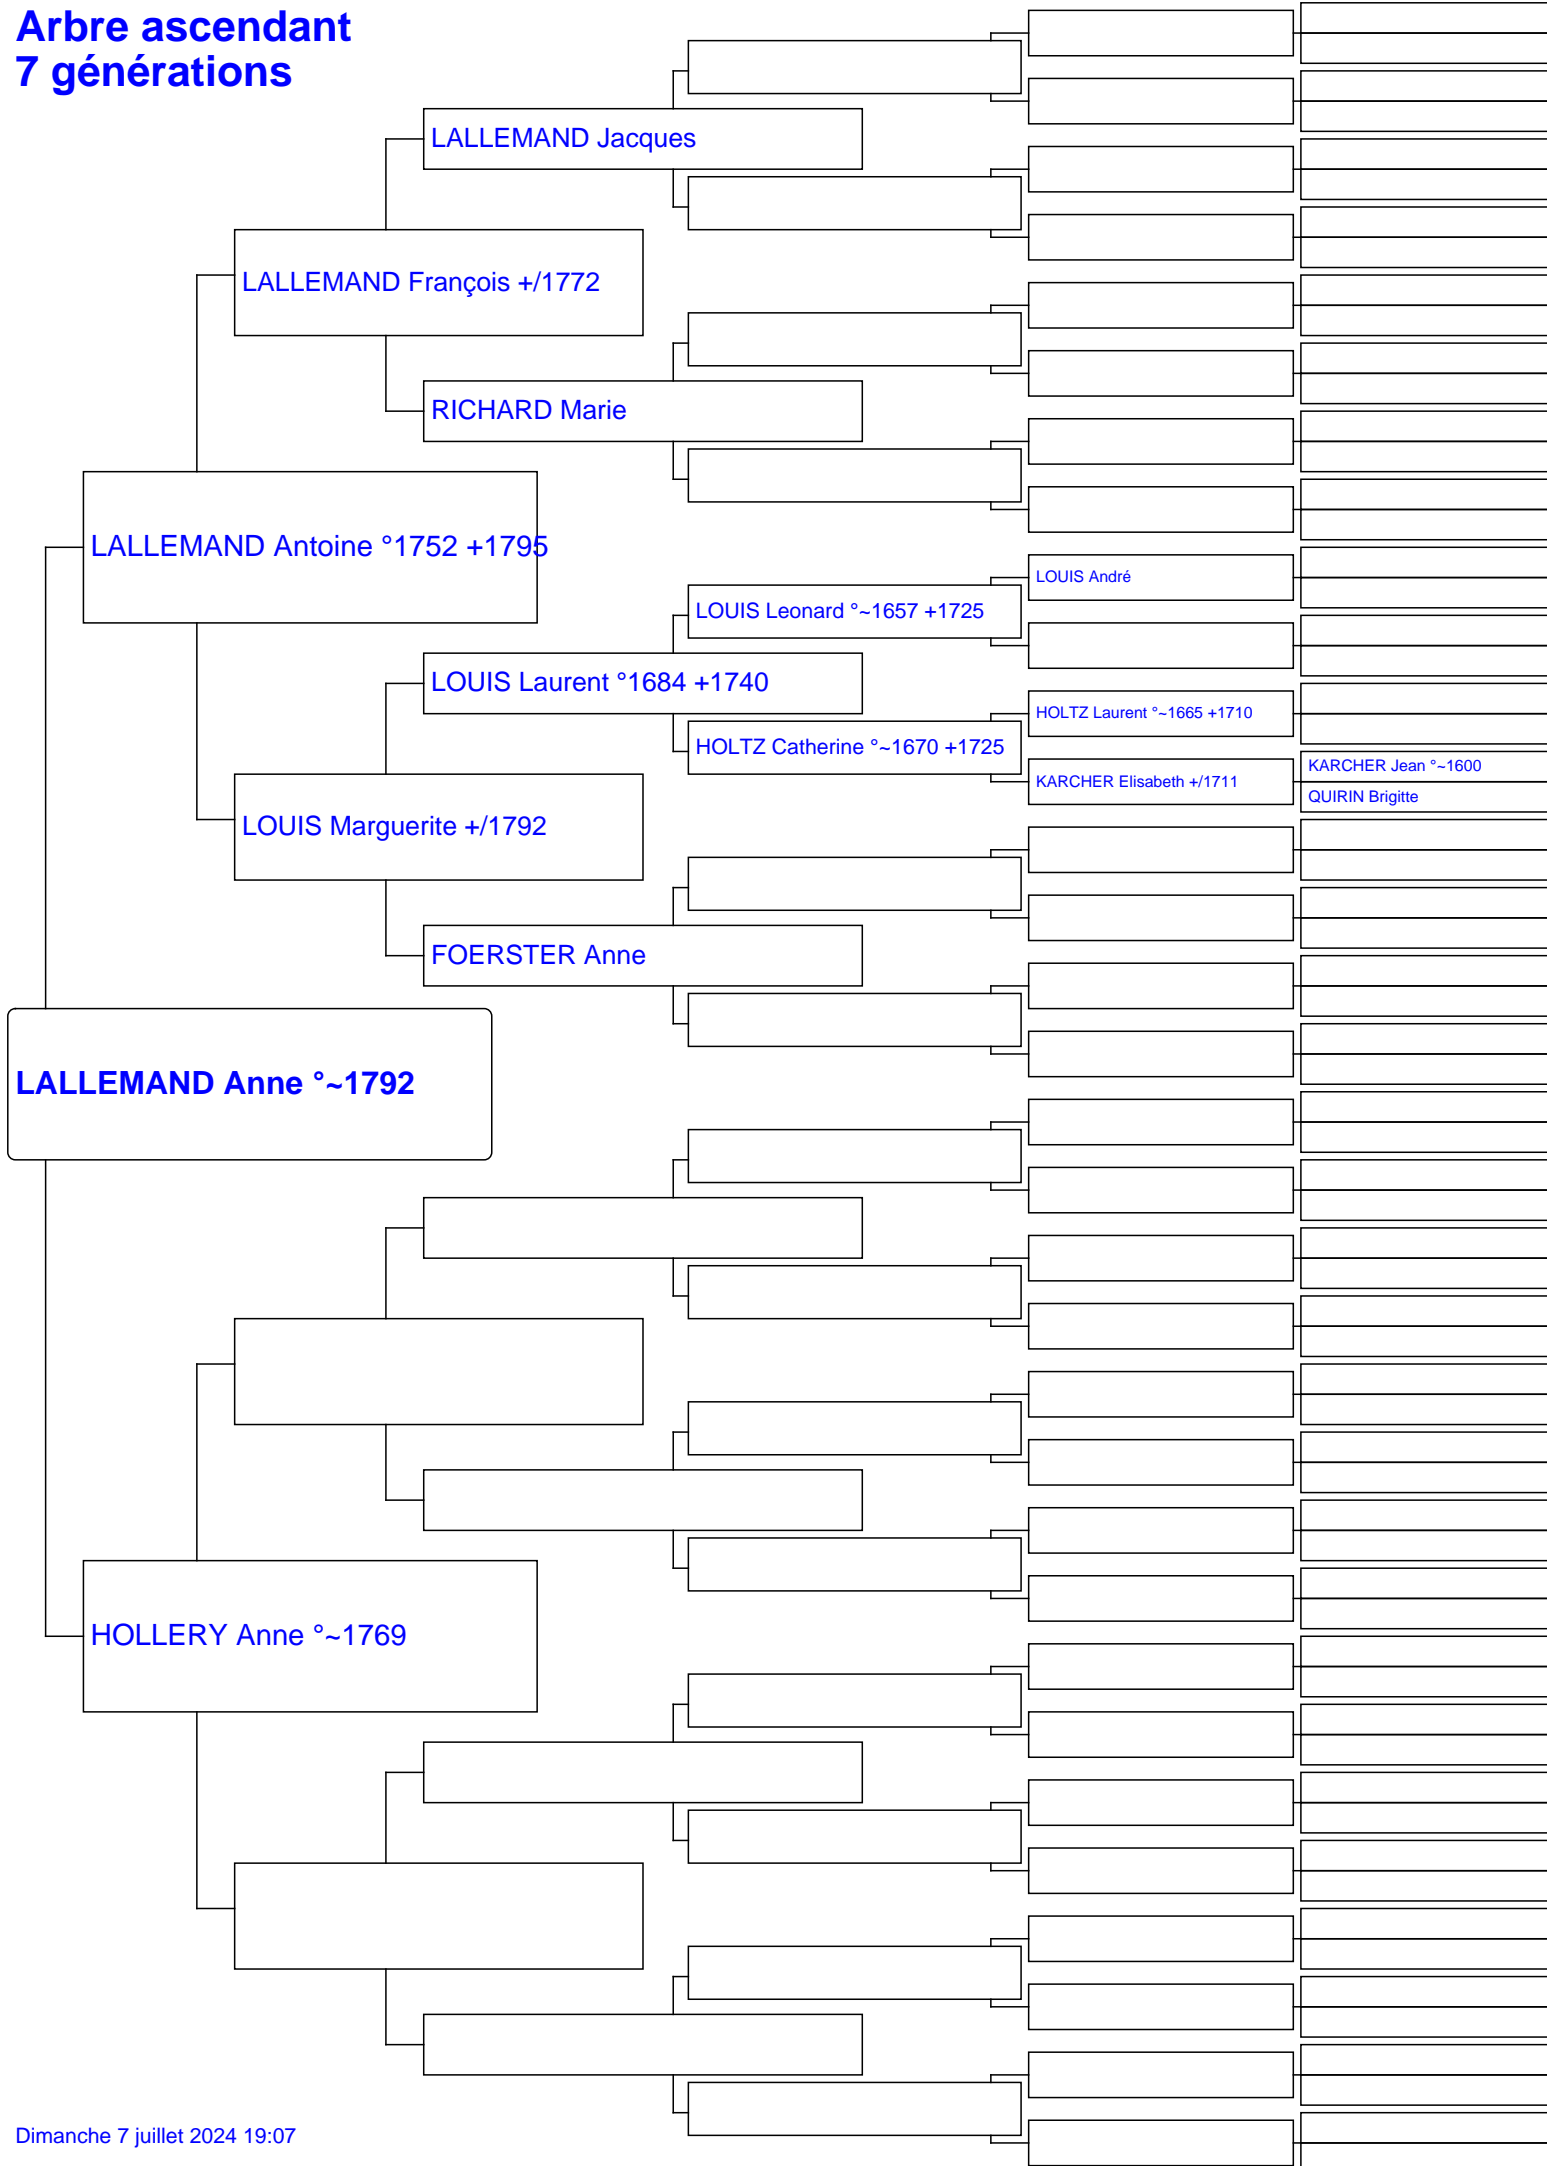 Arbre ascendant
7 générations
LALLEMAND Jacques
LALLEMAND François +/1772
RICHARD Marie
LALLEMAND Antoine °1752 +1795
LOUIS André
LOUIS Leonard °~1657 +1725
LOUIS Laurent °1684 +1740
HOLTZ Laurent °~1665 +1710
HOLTZ Catherine °~1670 +1725
KARCHER Jean °~1600
KARCHER Elisabeth +/1711
QUIRIN Brigitte
LOUIS Marguerite +/1792
FOERSTER Anne
LALLEMAND Anne °~1792
HOLLERY Anne °~1769
Dimanche 7 juillet 2024 19:07